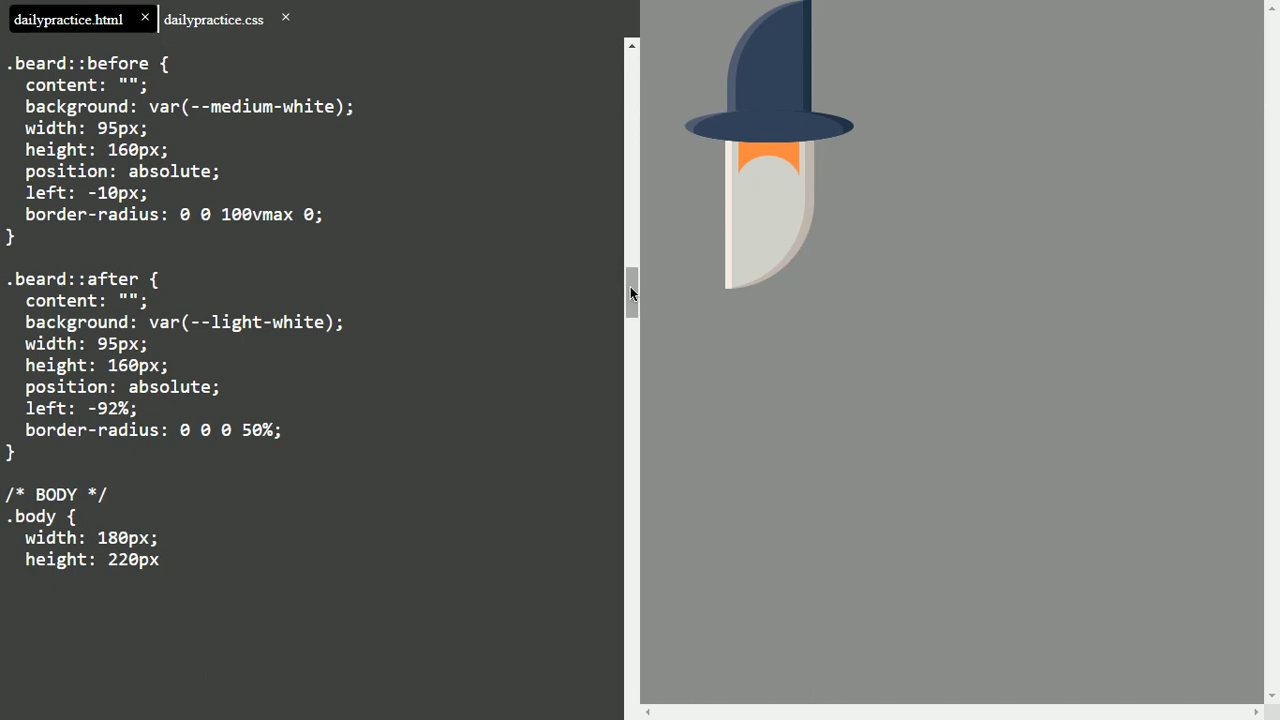 dailypractice.html × dailypractice.css ×
.beard::before {
content: "";
background: var(--medium-white);
width: 95px;
height: 160px;
position: absolute;
left: -10px;
border-radius: 0 0 100vmax 0;
}
.beard::after {
content: "";
background: var(--light-white);
width: 95px;
height: 160px;
position: absolute;
left: -92%;
border-radius: 0 0 0 50%;
}
/* BODY */
.body {
width: 180px;
height: 220px